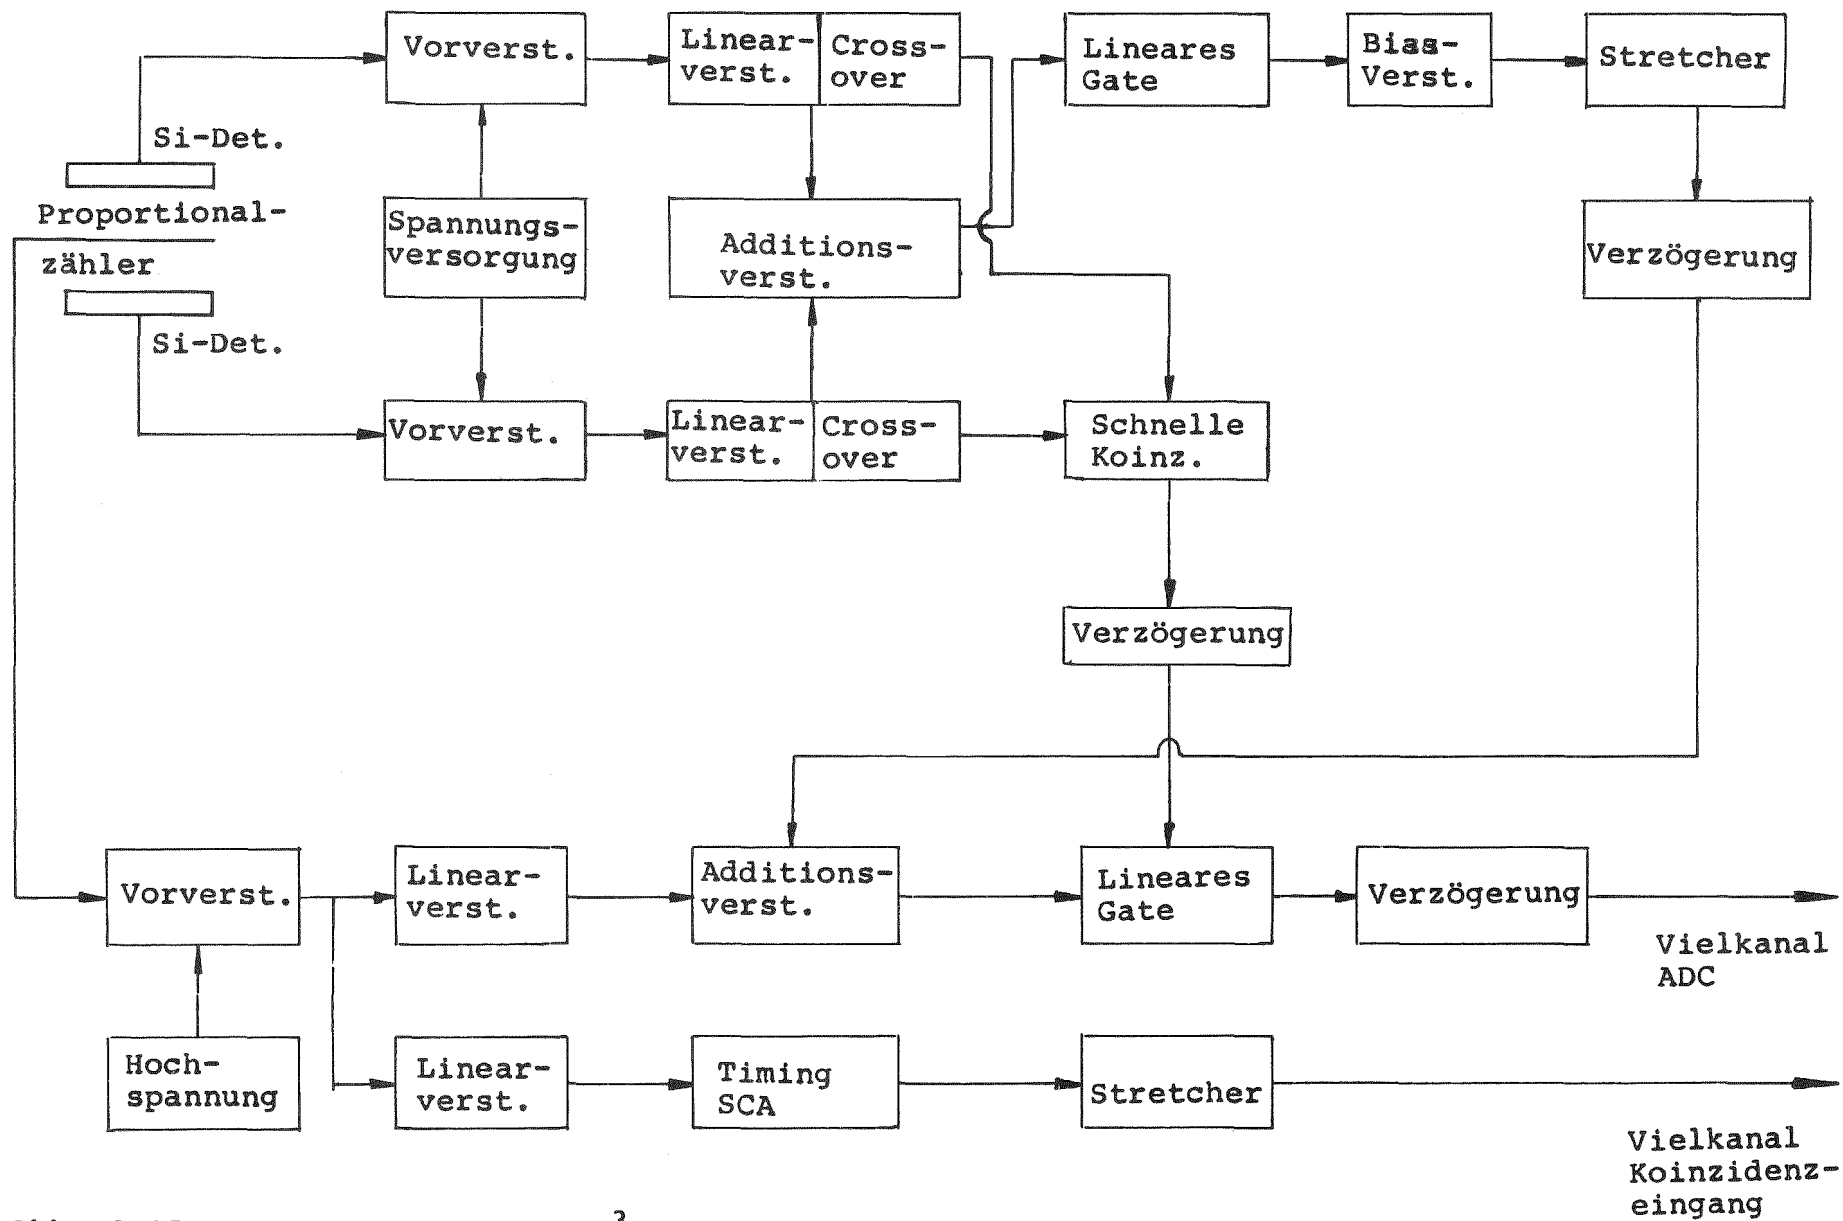 Vorverst.
Linear-
verst.
Cross-
over
Lineares
Gate
Bias-
Verst.
Stretcher
Si-Det.
Proportional-
zähler
Si-Det.
Spannungs-
versorgung
Additions-
verst.
Verzögerung
Vorverst.
Linear-
verst.
Cross-
over
Schnelle
Koinz.
Verzögerung
Vorverst.
Linear-
verst.
Additions-
verst.
Lineares
Gate
Verzögerung
Vielkanal
ADC
Hoch-
spannung
Linear-
verst.
Timing
SCA
Stretcher
Vielkanal
Koinzidenz-
eingang
3